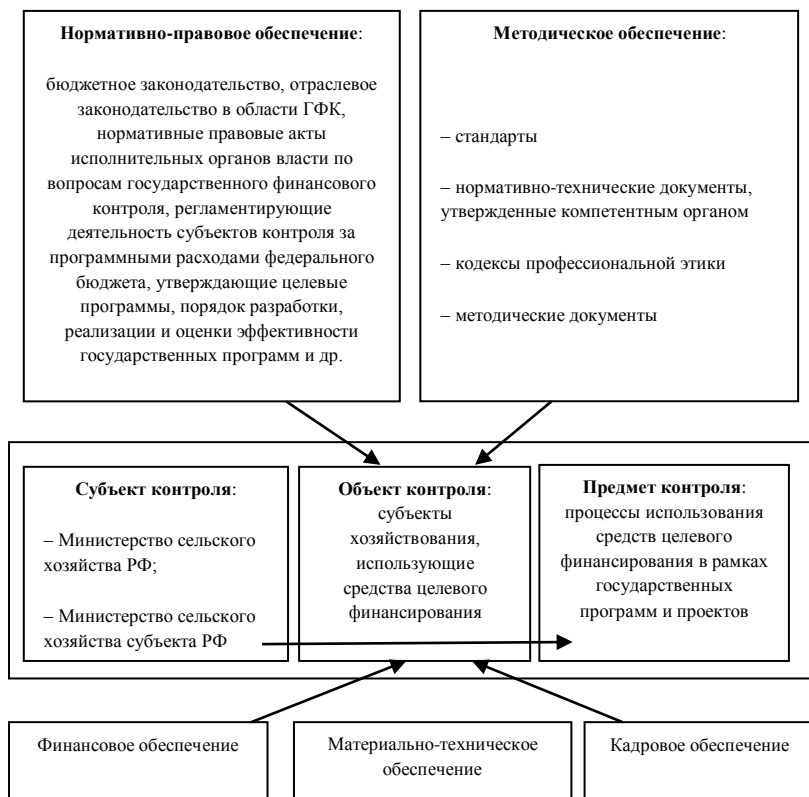 Нормативно-правовое обеспечение:
бюджетное законодательство, отраслевое
законодательство в области ГФК,
нормативные правовые акты
исполнительных органов власти по
вопросам государственного финансового
контроля, регламентирующие
деятельность субъектов контроля за
программными расходами федерального
бюджета, утверждающие целевые
программы, порядок разработки,
реализации и оценки эффективности
государственных программ и др.
Методическое обеспечение:
– стандарты
– нормативно-технические документы,
утвержденные компетентным органом
– кодексы профессиональной этики
– методические документы
Субъект контроля:
– Министерство сельского
хозяйства РФ;
– Министерство сельского
хозяйства субъекта РФ
Объект контроля:
субъекты
хозяйствования,
использующие
средства целевого
финансирования
Предмет контроля:
процессы использования
средств целевого
финансирования в рамках
государственных
программ и проектов
Финансовое обеспечение
Материально-техническое
обеспечение
Кадровое обеспечение